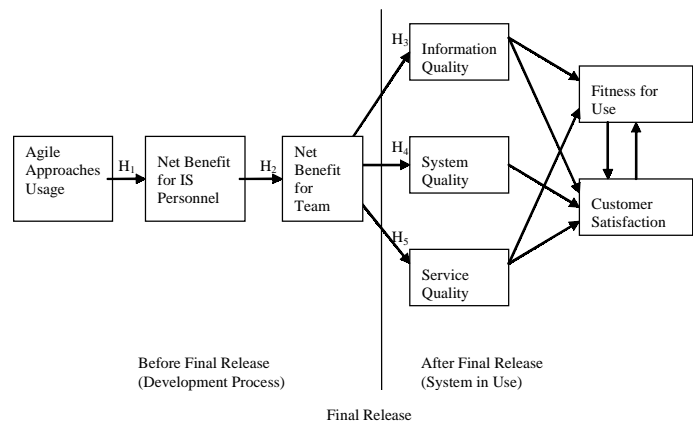 Agile
Approaches
Usage
H₁
Net Benefit
for IS
Personnel
H₂
Net
Benefit
for
Team
H₃
Information
Quality
H₄
System
Quality
H₅
Service
Quality
Fitness for
Use
Customer
Satisfaction
Before Final Release
(Development Process)
After Final Release
(System in Use)
Final Release